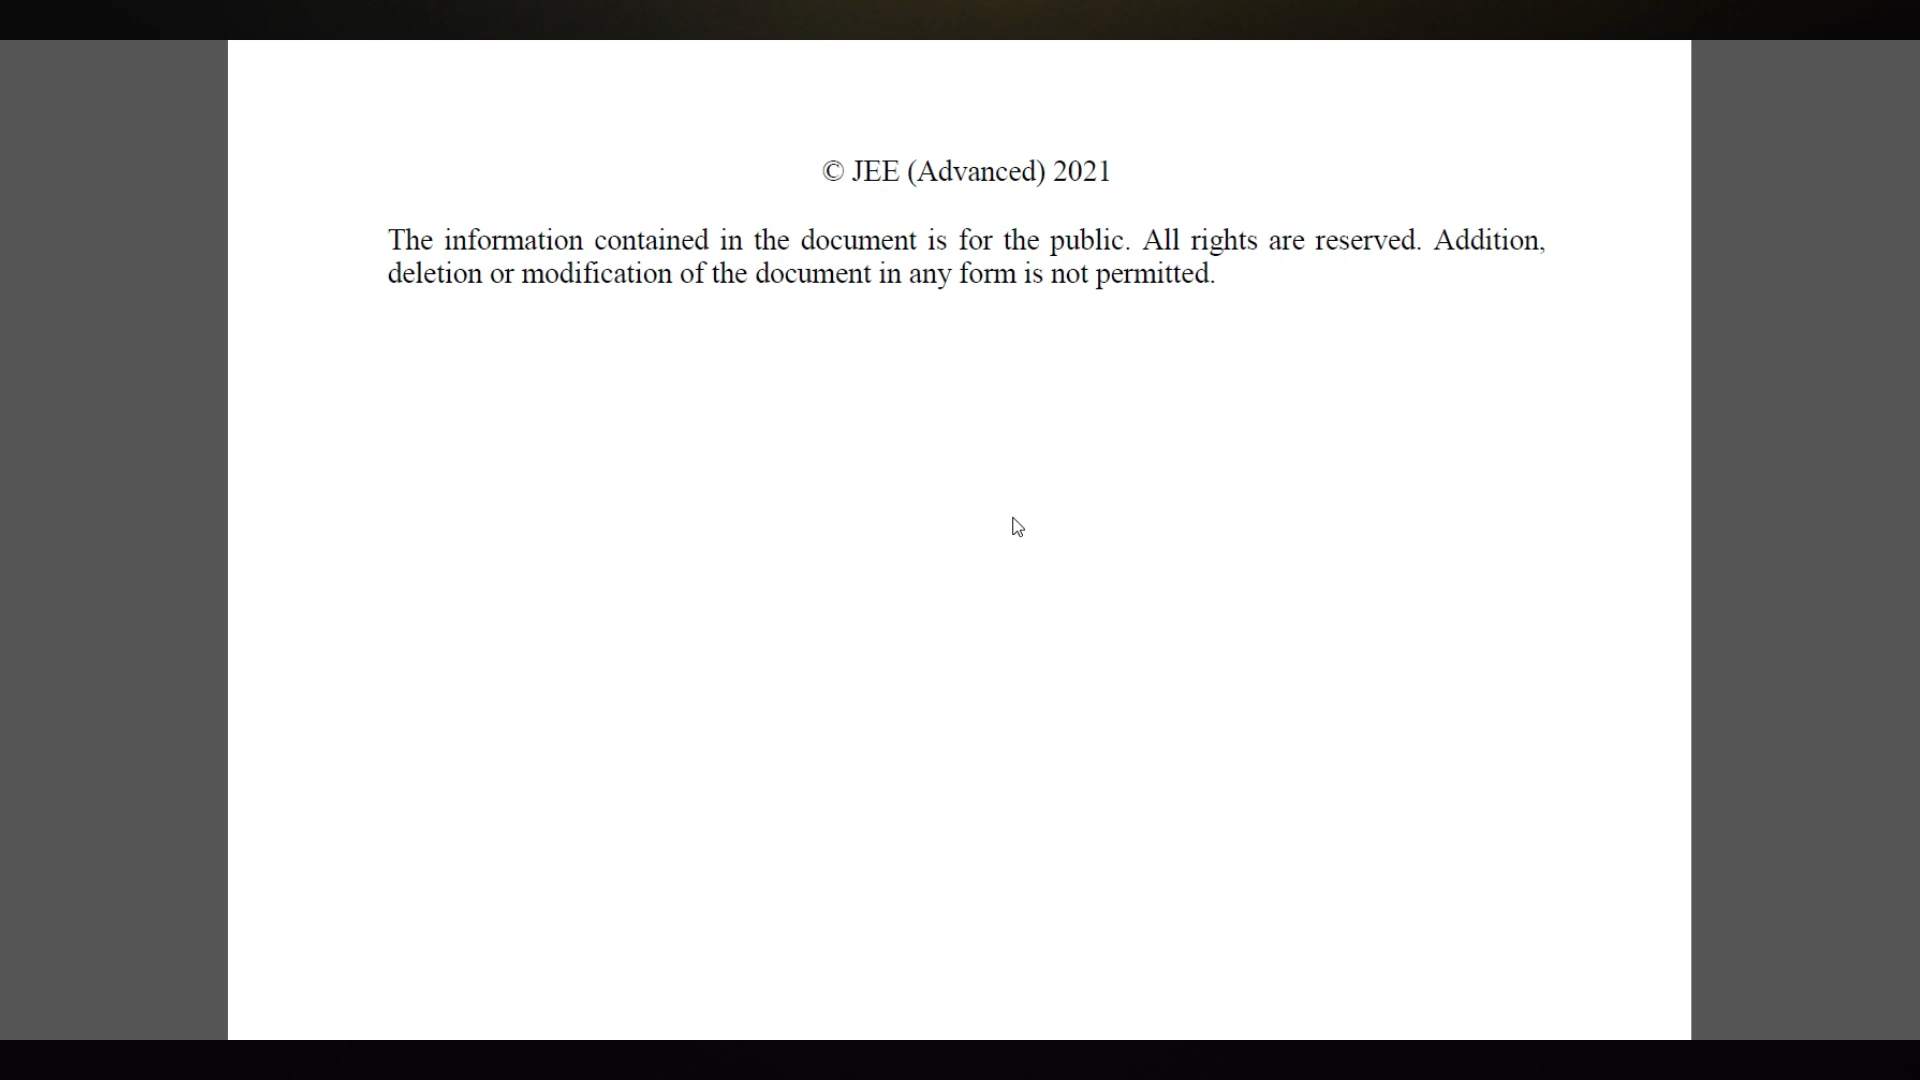 © JEE (Advanced) 2021
The information contained in the document is for the public. All rights are reserved. Addition,
deletion or modification of the document in any form is not permitted.